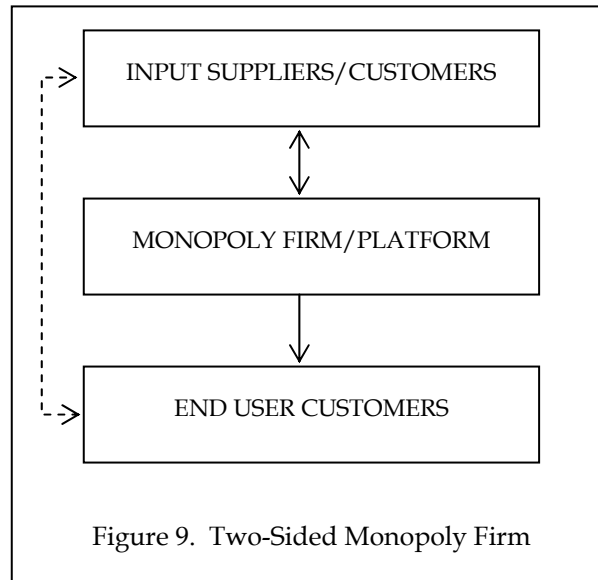 INPUT SUPPLIERS/CUSTOMERS
MONOPOLY FIRM/PLATFORM
END USER CUSTOMERS
Figure 9. Two-Sided Monopoly Firm